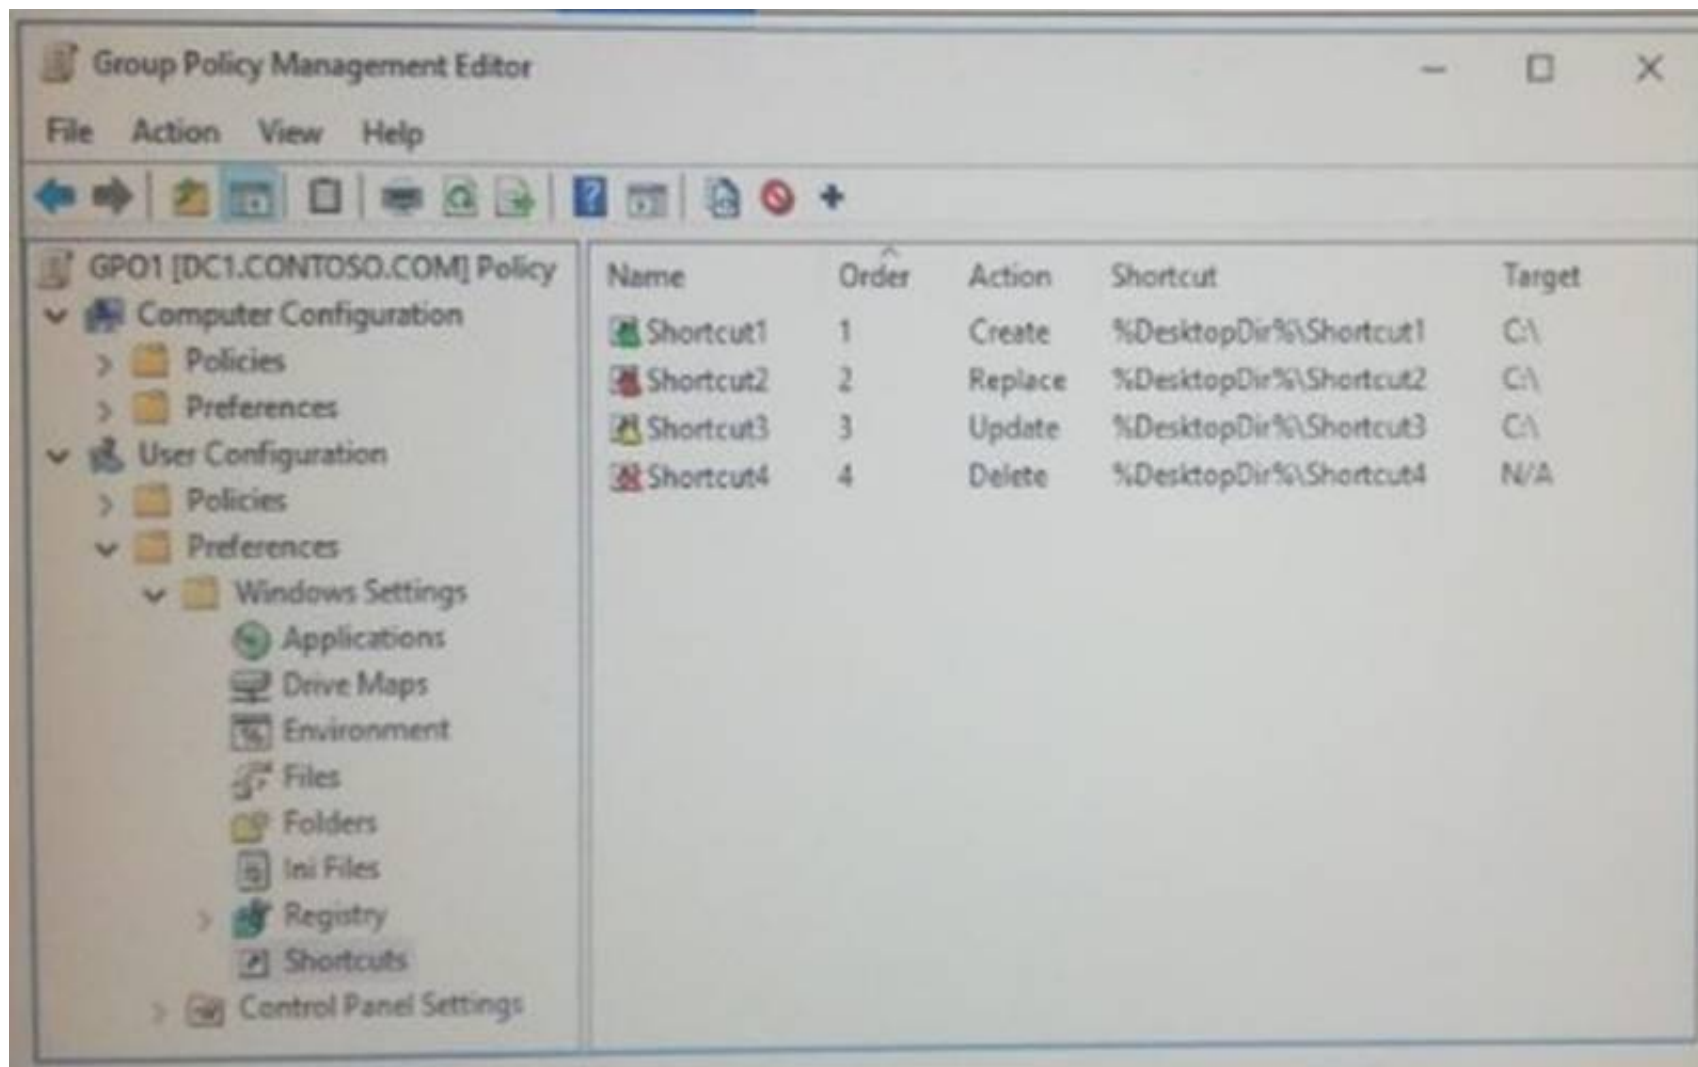 Group Policy Management Editor
File Action View Help
GPO1 [DC1.CONTOSO.COM] Policy
Computer Configuration
Policies
Preferences
User Configuration
Policies
Preferences
Windows Settings
Applications
Drive Maps
Environment
Files
Folders
Ini Files
Registry
Shortcuts
Control Panel Settings
Name Order Action Shortcut Target
Shortcut1 1 Create %DesktopDir%\Shortcut1 C:\
Shortcut2 2 Replace %DesktopDir%\Shortcut2 C:\
Shortcut3 3 Update %DesktopDir%\Shortcut3 C:\
Shortcut4 4 Delete %DesktopDir%\Shortcut4 N/A